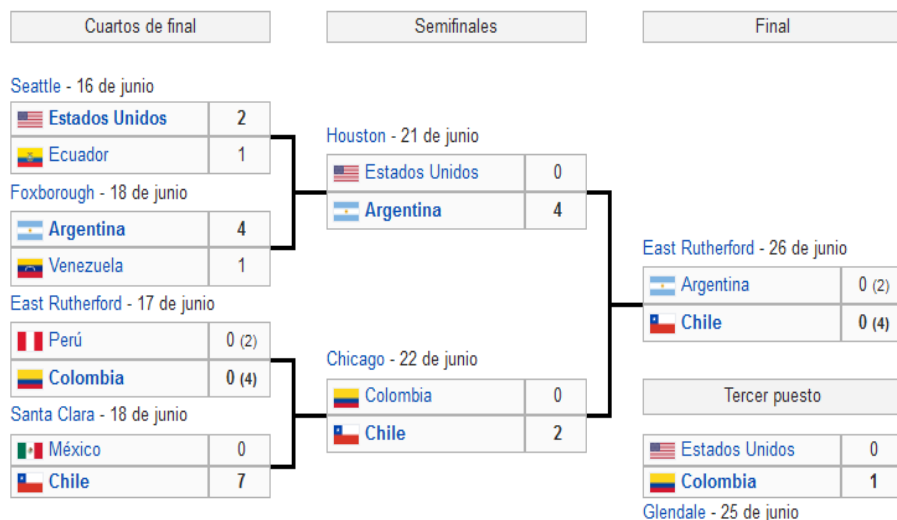 Cuartos de final
Seattle - 16 de junio
Estados Unidos 2
Ecuador 1
Foxborough - 18 de junio
Argentina 4
Venezuela 1
East Rutherford - 17 de junio
Perú 0 (2)
Colombia 0 (4)
Santa Clara - 18 de junio
México 0
Chile 7
Semifinales
Houston - 21 de junio
Estados Unidos 0
Argentina 4
Chicago - 22 de junio
Colombia 0
Chile 2
Final
East Rutherford - 26 de junio
Argentina 0 (2)
Chile 0 (4)
Tercer puesto
Estados Unidos 0
Colombia 1
Glendale - 25 de junio